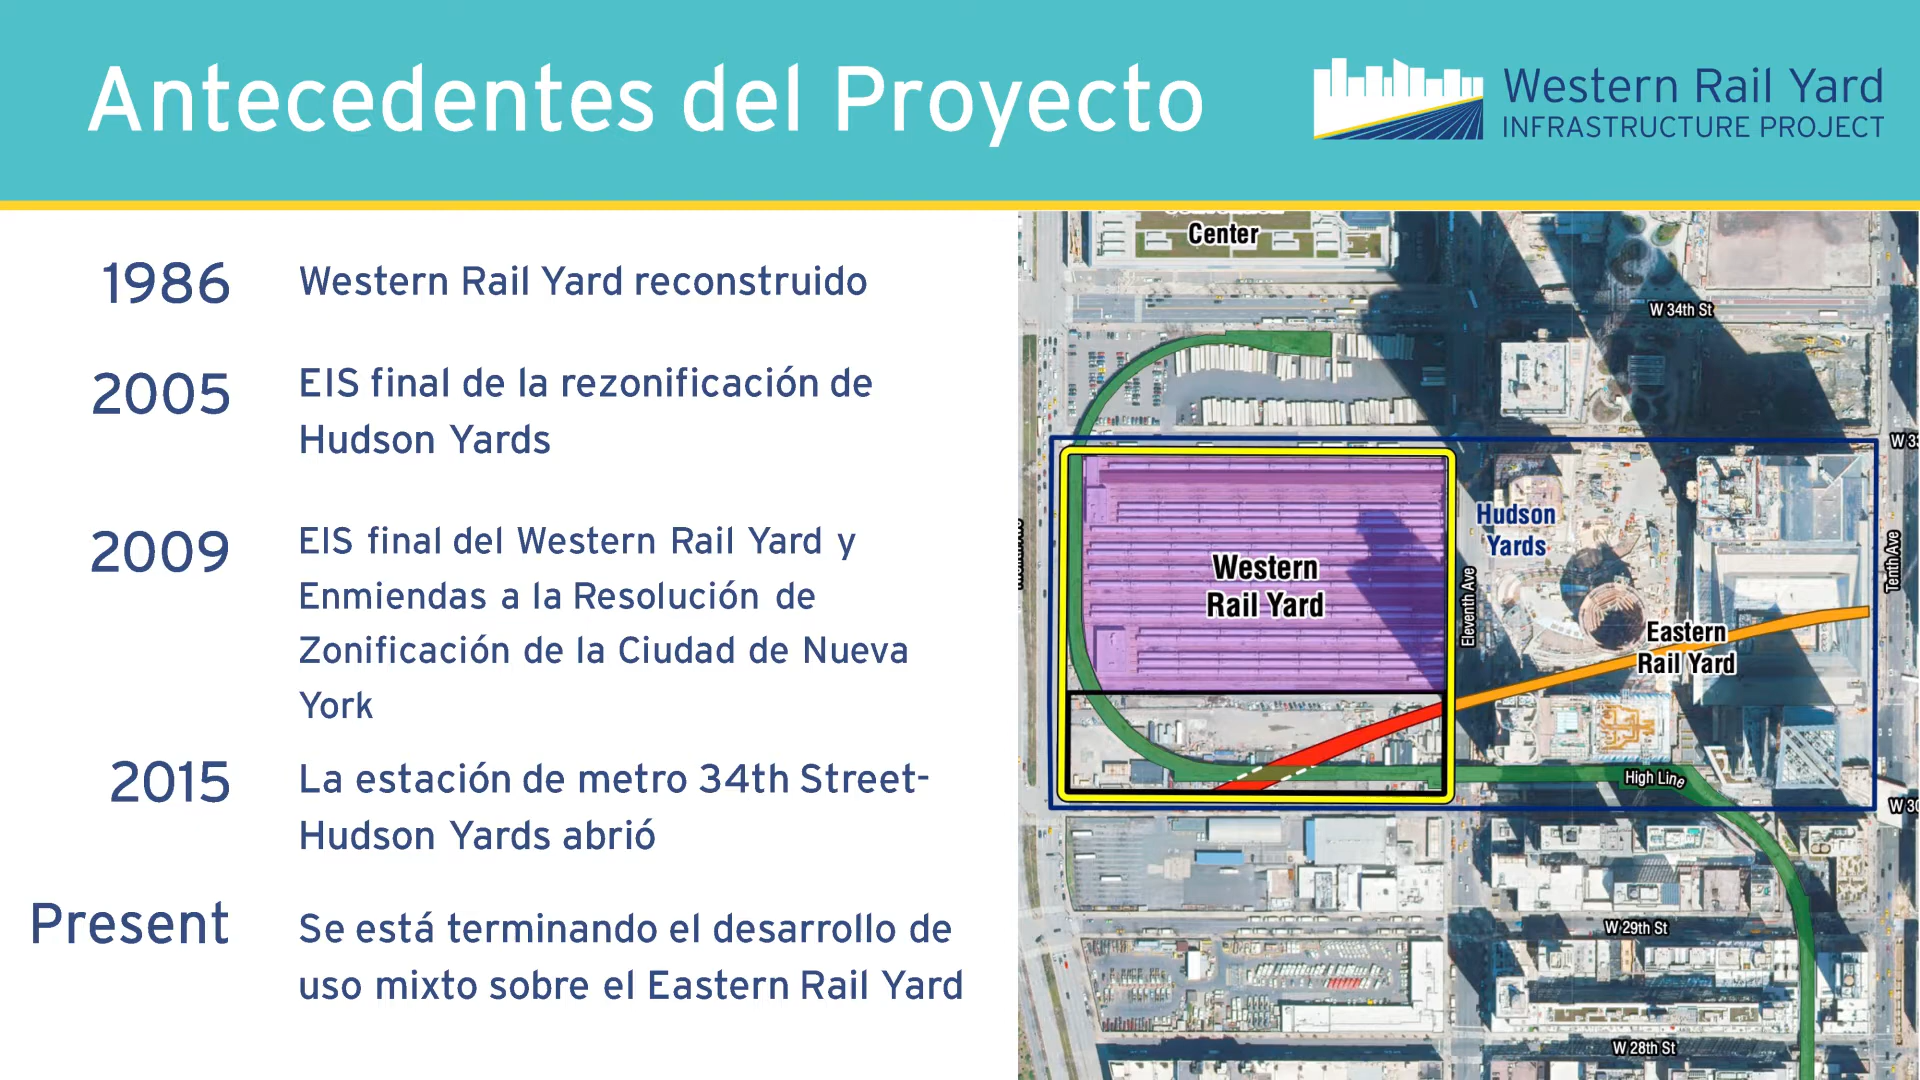 Antecedentes del Proyecto
Western Rail Yard
INFRASTRUCTURE PROJECT
1986
Western Rail Yard reconstruido
2005
EIS final de la rezonificación de
Hudson Yards
2009
EIS final del Western Rail Yard y
Enmiendas a la Resolución de
Zonificación de la Ciudad de Nueva
York
2015
La estación de metro 34th Street-
Hudson Yards abrió
Present
Se está terminando el desarrollo de
uso mixto sobre el Eastern Rail Yard
Center
W 34th St
W 33
Hudson
Yards
Western
Rail Yard
Eleventh Ave
Tenth Ave
Eastern
Rail Yard
High Line
W 30
W 29th St
W 28th St